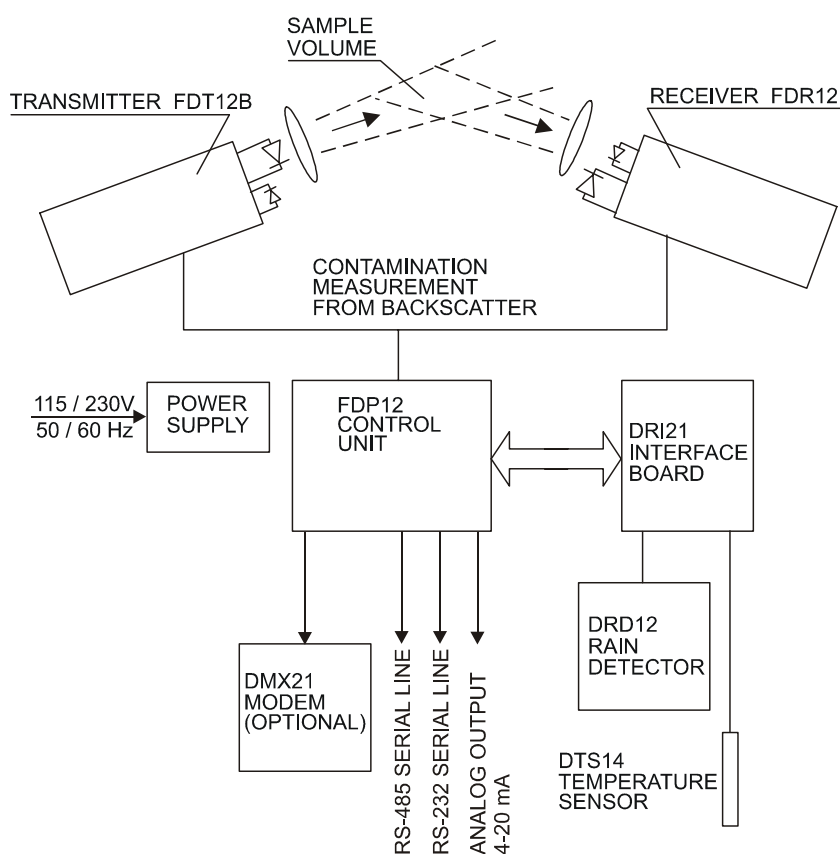 SAMPLE
VOLUME
TRANSMITTER FDT12B
RECEIVER FDR12
CONTAMINATION
MEASUREMENT
FROM BACKSCATTER
115 / 230V
50 / 60 Hz
POWER
SUPPLY
FDP12
CONTROL
UNIT
DRI21
INTERFACE
BOARD
DMX21
MODEM
(OPTIONAL)
RS-485 SERIAL LINE
RS-232 SERIAL LINE
ANALOG OUTPUT
4-20 mA
DRD12
RAIN
DETECTOR
DTS14
TEMPERATURE
SENSOR